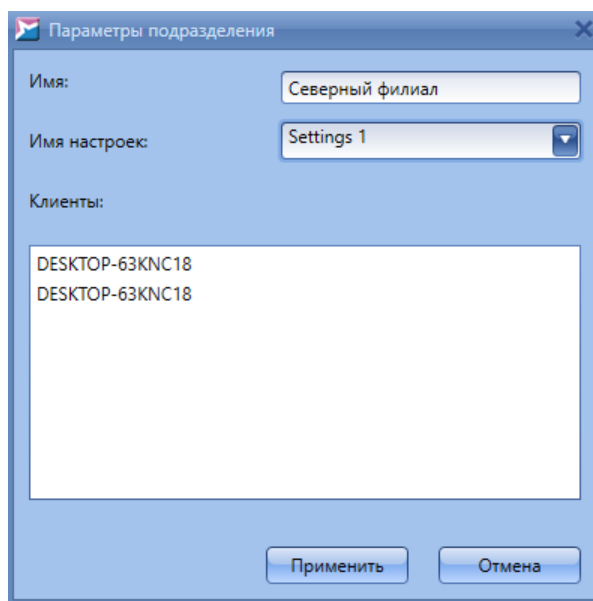 Параметры подразделения
Имя: Северный филиал
Имя настроек: Settings 1
Клиенты:
DESKTOP-63KNC18
DESKTOP-63KNC18
Применить Отмена